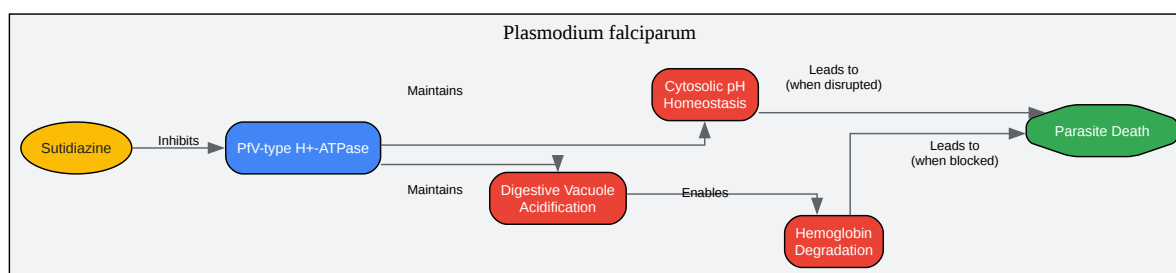 Plasmodium falciparum
Sutidiazine
Inhibits
PfV-type H+-ATPase
Maintains
Cytosolic pH
Homeostasis
Leads to
(when disrupted)
Parasite Death
Maintains
Digestive Vacuole
Acidification
Enables
Hemoglobin
Degradation
Leads to
(when blocked)